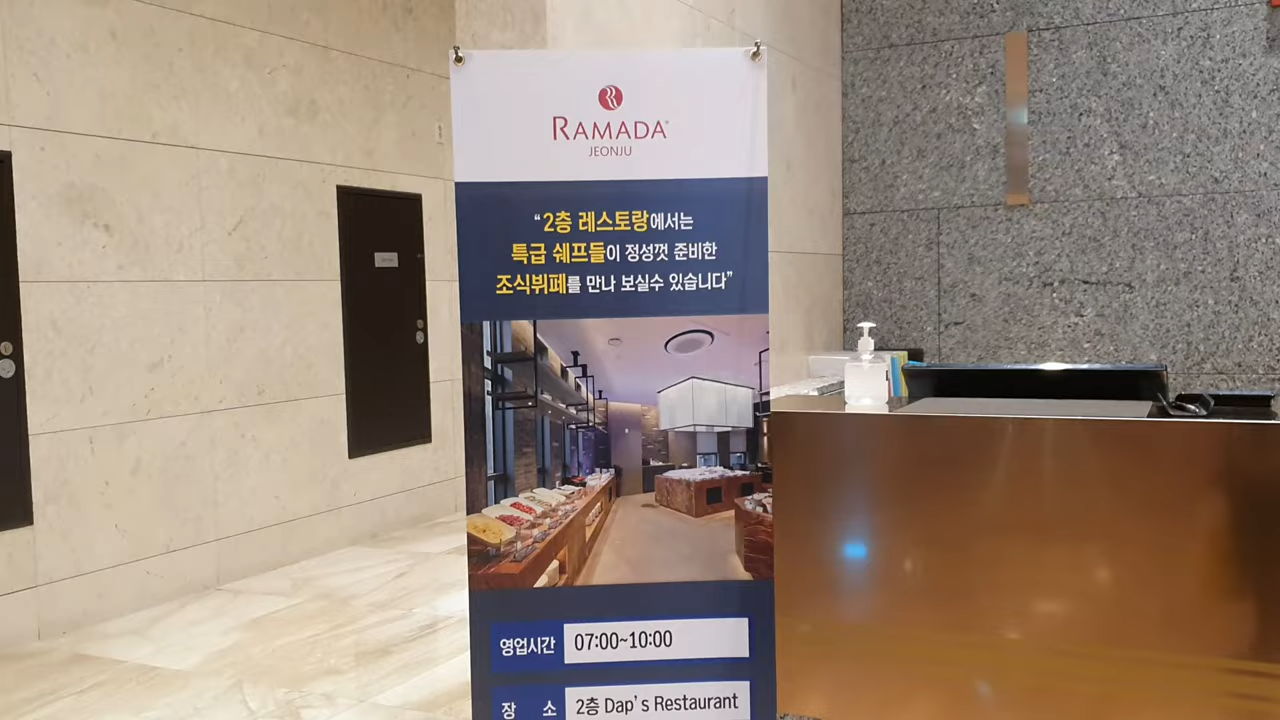 RAMADA®
JEONJU
“2층 레스토랑에서는
특급 쉐프들이 정성껏 준비한
조식뷔페를 만나 보실수 있습니다”
영업시간 07:00~10:00
장 소 2층 Dap's Restaurant